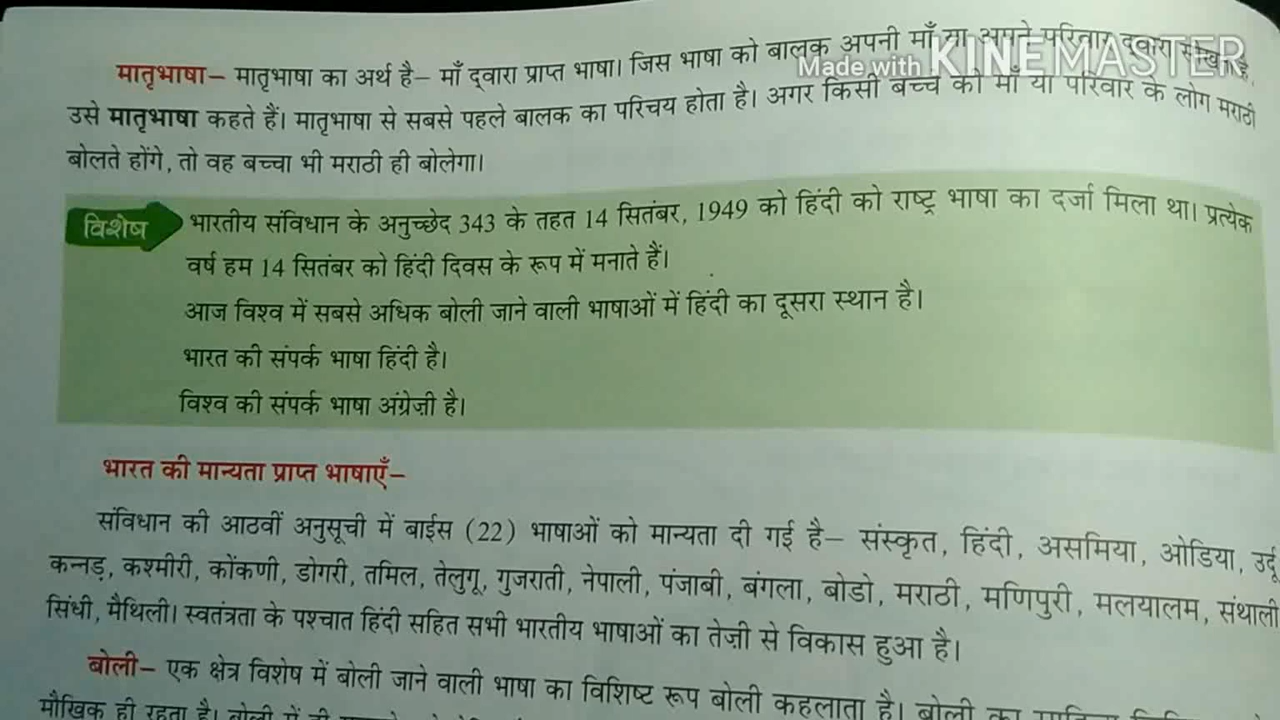 मातृभाषा– मातृभाषा का अर्थ है– माँ द्‌वारा प्राप्त भाषा। जिस भाषा को बालक अपनी माँ या अपने परिवार द्‌वारा
Made with KINEMASTER
उसे मातृभाषा कहते हैं। मातृभाषा से सबसे पहले बालक का परिचय होता है। अगर किसी बच्चे की माँ या परिवार के लोग मराठी
बोलते होंगे, तो वह बच्चा भी मराठी ही बोलेगा।
विशेष भारतीय संविधान के अनुच्छेद 343 के तहत 14 सितंबर, 1949 को हिंदी को राष्ट्र भाषा का दर्जा मिला था। प्रत्येक
वर्ष हम 14 सितंबर को हिंदी दिवस के रूप में मनाते हैं।
आज विश्व में सबसे अधिक बोली जाने वाली भाषाओं में हिंदी का दूसरा स्थान है।
भारत की संपर्क भाषा हिंदी है।
विश्व की संपर्क भाषा अंग्रेज़ी है।
भारत की मान्यता प्राप्त भाषाएँ–
संविधान की आठवीं अनुसूची में बाईस (22) भाषाओं को मान्यता दी गई है– संस्कृत, हिंदी, असमिया, ओडिया, उर्दू
कन्नड़, कश्मीरी, कोंकणी, डोगरी, तमिल, तेलुगू, गुजराती, नेपाली, पंजाबी, बंगला, बोडो, मराठी, मणिपुरी, मलयालम, संथाली
सिंधी, मैथिली। स्वतंत्रता के पश्चात हिंदी सहित सभी भारतीय भाषाओं का तेज़ी से विकास हुआ है।
बोली– एक क्षेत्र विशेष में बोली जाने वाली भाषा का विशिष्ट रूप बोली कहलाता है। बोली का
मौखिक ही रहता है। बोली में ही